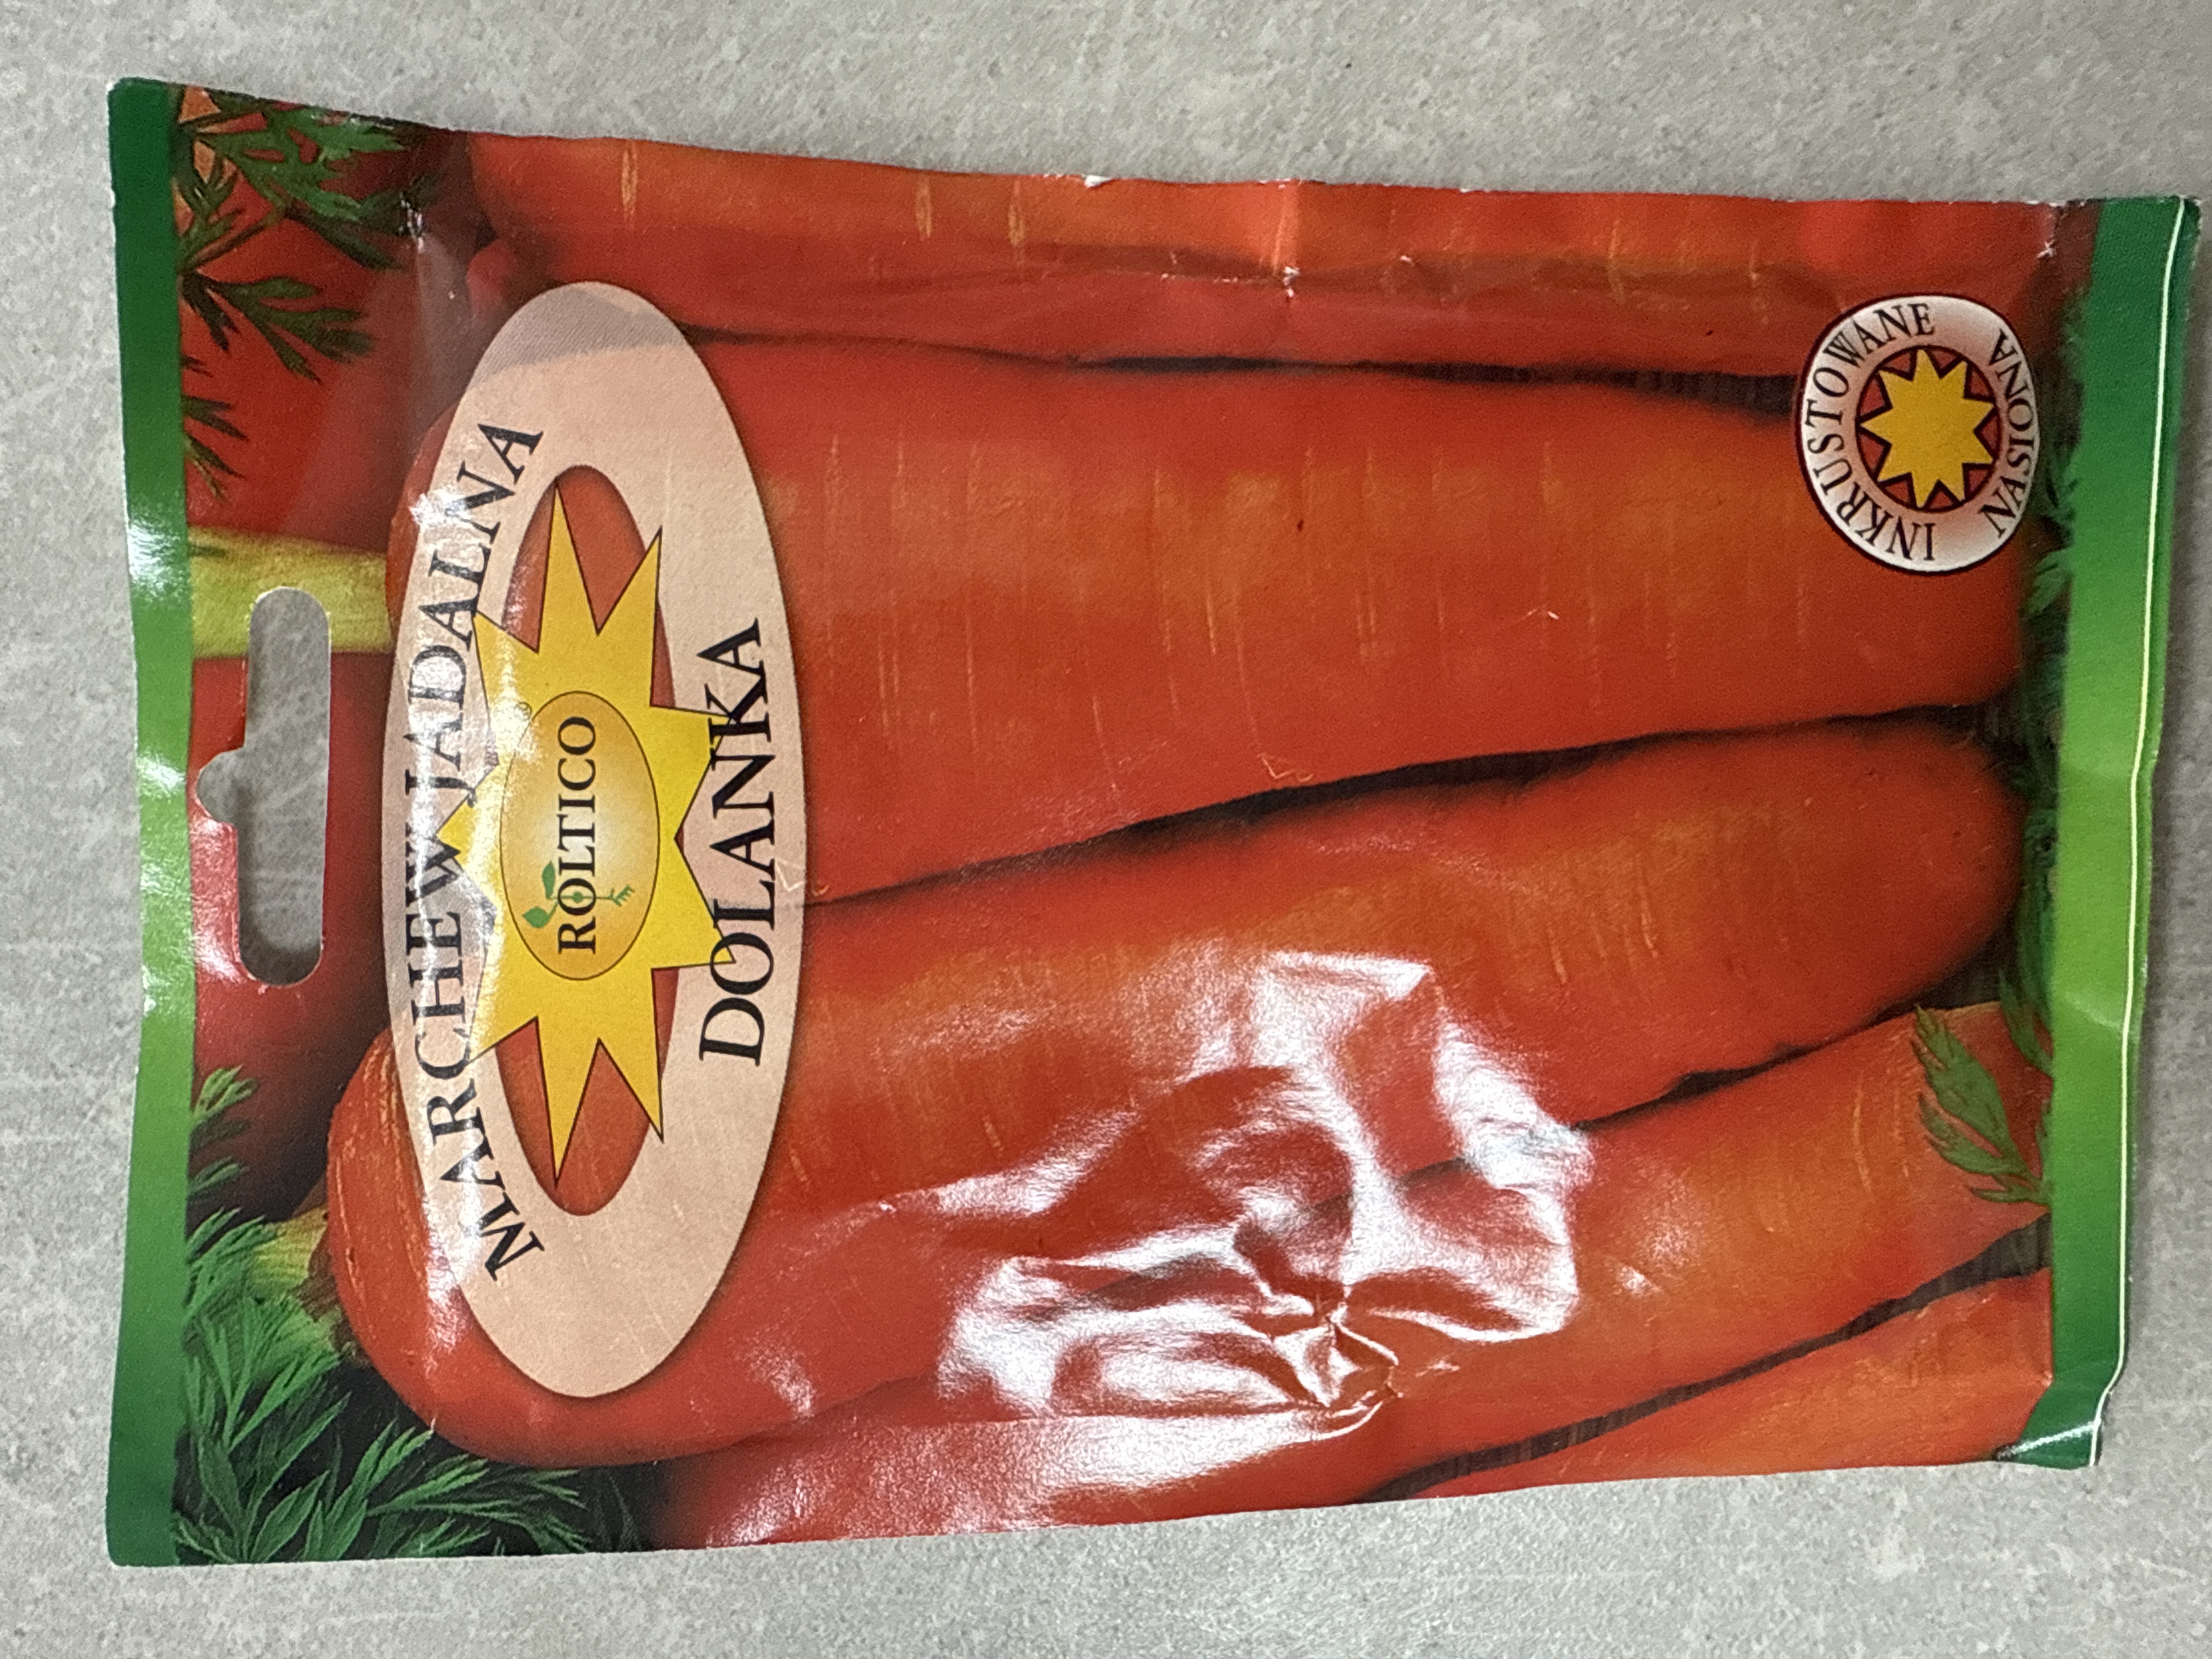 MARCHEW JADALNA
ROLTICO
DOLANKA
INKRUSTOWANE
NASIONA